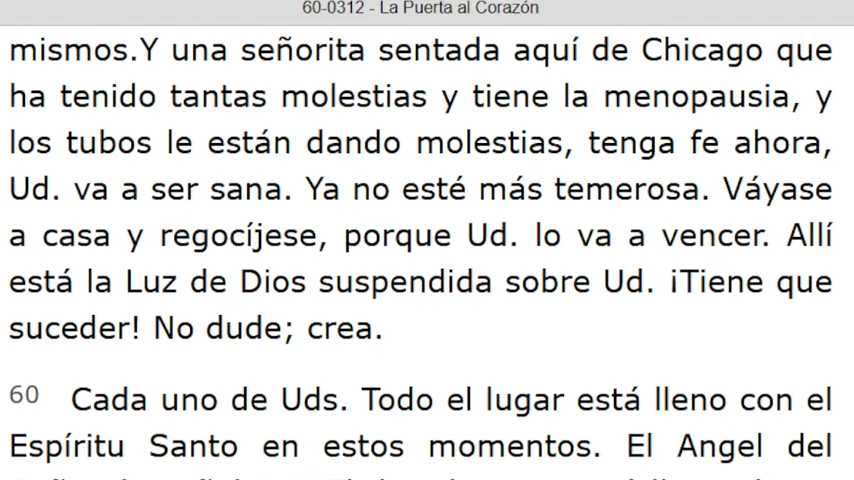 60-0312 - La Puerta al Corazón
mismos.Y una señorita sentada aquí de Chicago que
ha tenido tantas molestias y tiene la menopausia, y
los tubos le están dando molestias, tenga fe ahora,
Ud. va a ser sana. Ya no esté más temerosa. Váyase
a casa y regocíjese, porque Ud. lo va a vencer. Allí
está la Luz de Dios suspendida sobre Ud. ¡Tiene que
suceder! No dude; crea.
60 Cada uno de Uds. Todo el lugar está lleno con el
Espíritu Santo en estos momentos. El Angel del